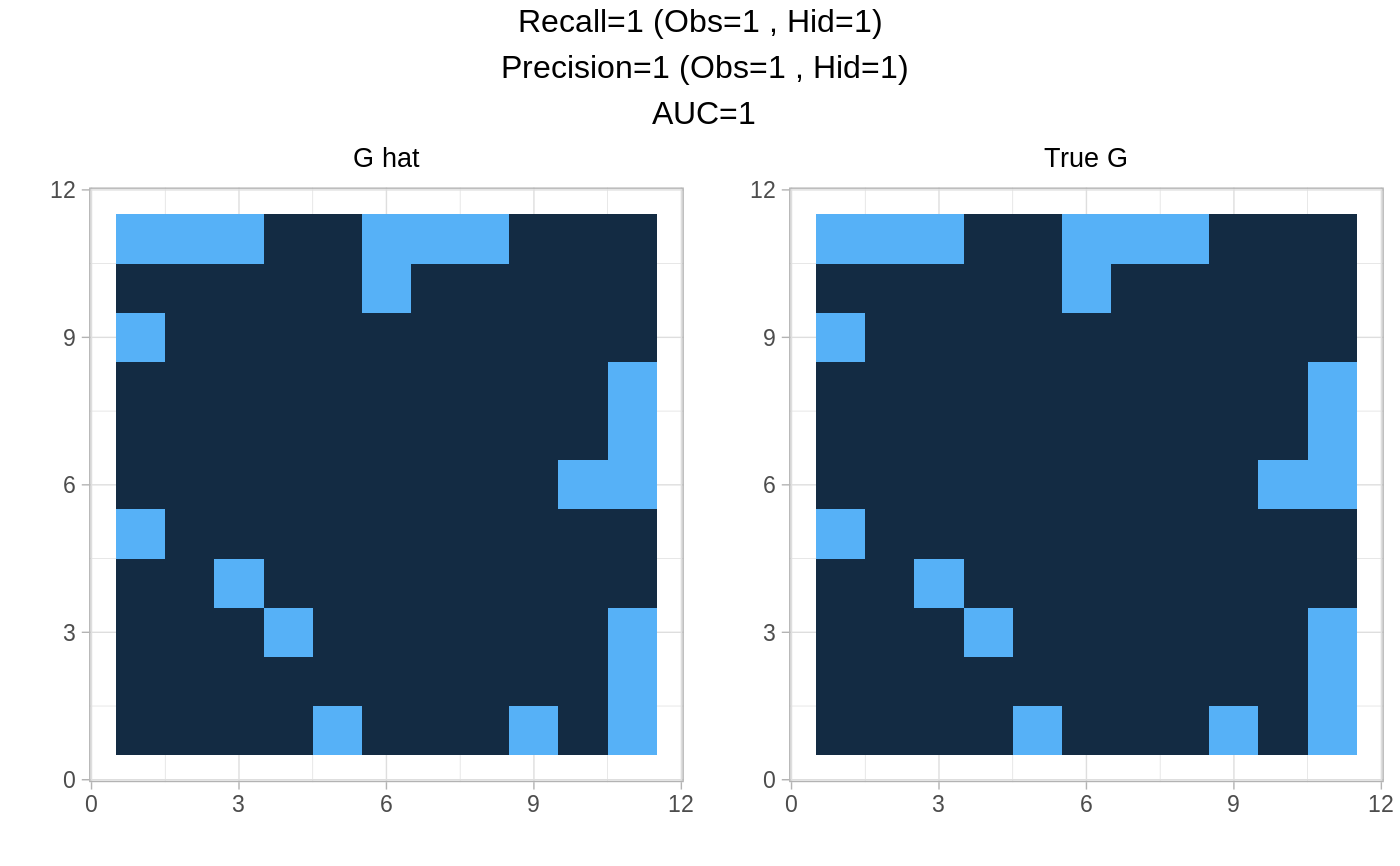 Recall=1 (Obs=1 , Hid=1)
Precision=1 (Obs=1 , Hid=1)
AUC=1
G hat
True G
12
9
6
3
0
0 3 6 9 12
12
9
6
3
0
0 3 6 9 12